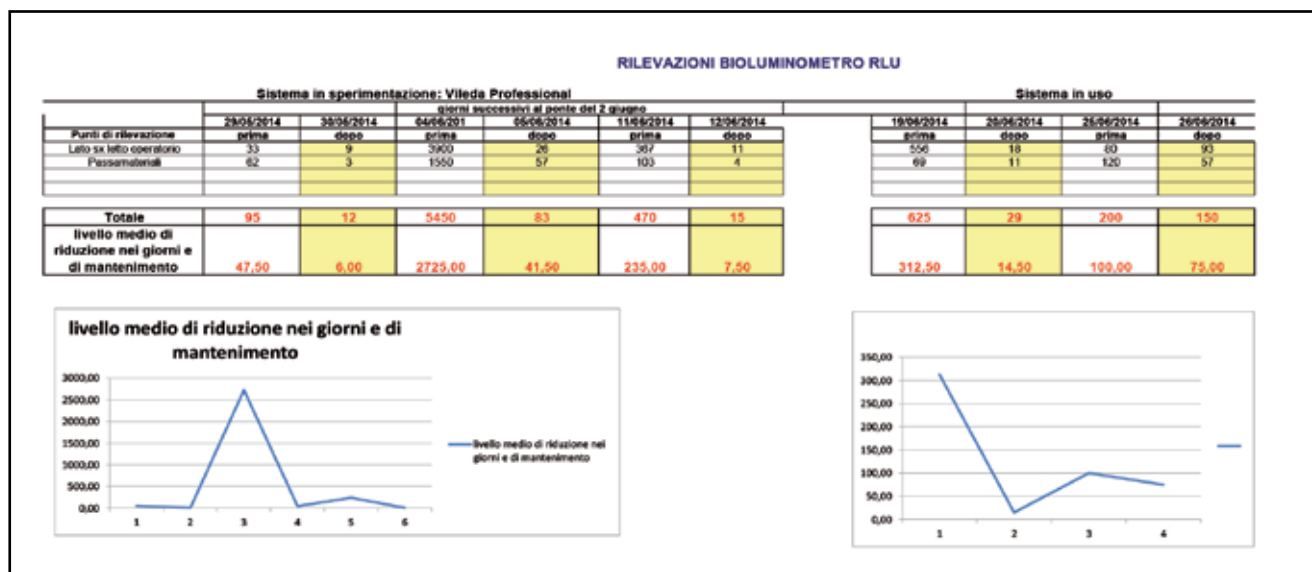 RILEVAZIONI BIOLUMINOMETRO RLU
Sistema in sperimentazione: Vileda Professional Sistema in uso
giorni successivi al ponte del 2 giugno
29/05/2014 30/05/2014 04/06/201 05/06/2014 11/06/2014 12/06/2014 19/06/2014 20/06/2014 25/06/2014 26/06/2014
Punti di rilevazione prima dopo prima dopo prima dopo prima dopo prima dopo
Lato sx letto operatorio 33 9 3900 26 367 11 556 18 80 93
Passamateriali 62 3 1550 57 103 4 69 11 120 57
Totale 95 12 5450 83 470 15 625 29 200 150
livello medio di
riduzione nei giorni e
di mantenimento 47,50 6,00 2725,00 41,50 235,00 7,50 312,50 14,50 100,00 75,00
livello medio di riduzione nei giorni e di
mantenimento
3000,00
2500,00
2000,00
1500,00
1000,00
500,00
0,00
1 2 3 4 5 6
livello medio di riduzione nei
giorni e di mantenimento
350,00
300,00
250,00
200,00
150,00
100,00
50,00
0,00
1 2 3 4